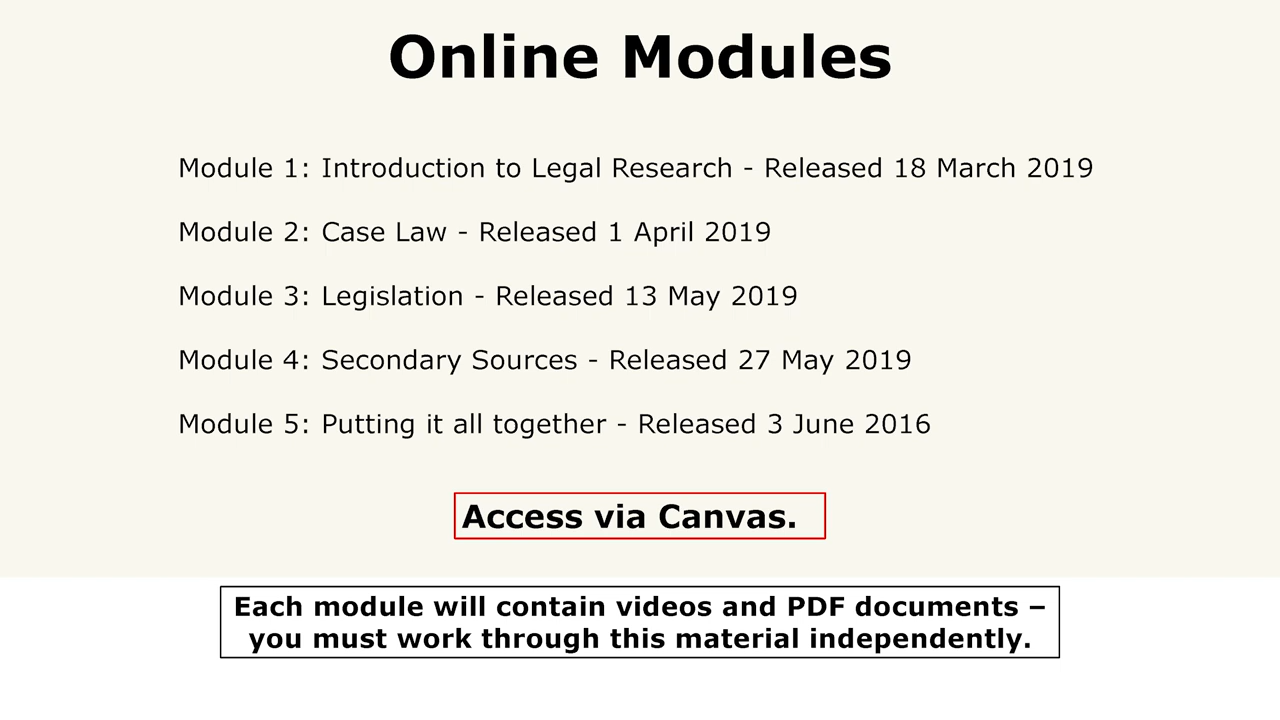 Online Modules
Module 1: Introduction to Legal Research - Released 18 March 2019
Module 2: Case Law - Released 1 April 2019
Module 3: Legislation - Released 13 May 2019
Module 4: Secondary Sources - Released 27 May 2019
Module 5: Putting it all together - Released 3 June 2016
Access via Canvas.
Each module will contain videos and PDF documents –
you must work through this material independently.